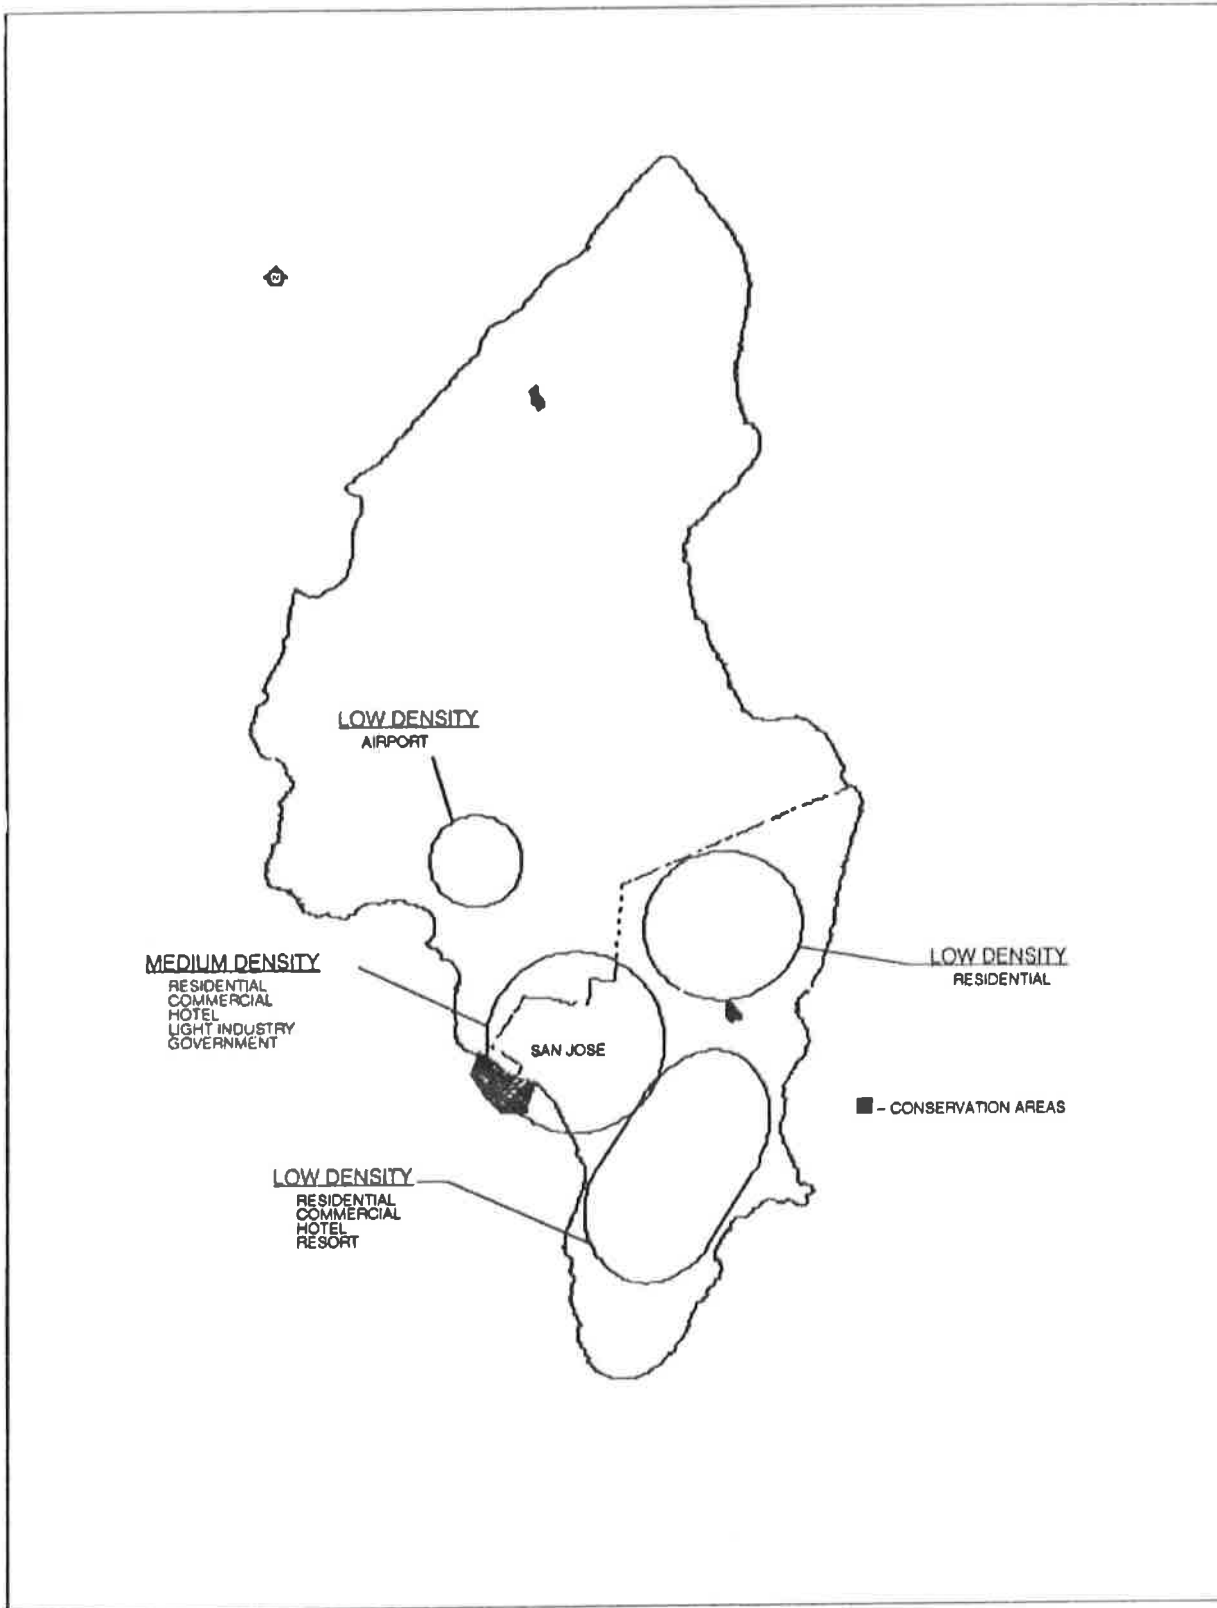 N
LOW DENSITY
AIRPORT
MEDIUM DENSITY
RESIDENTIAL
COMMERCIAL
HOTEL
LIGHT INDUSTRY
GOVERNMENT
SAN JOSE
LOW DENSITY
RESIDENTIAL
■ - CONSERVATION AREAS
LOW DENSITY
RESIDENTIAL
COMMERCIAL
HOTEL
RESORT